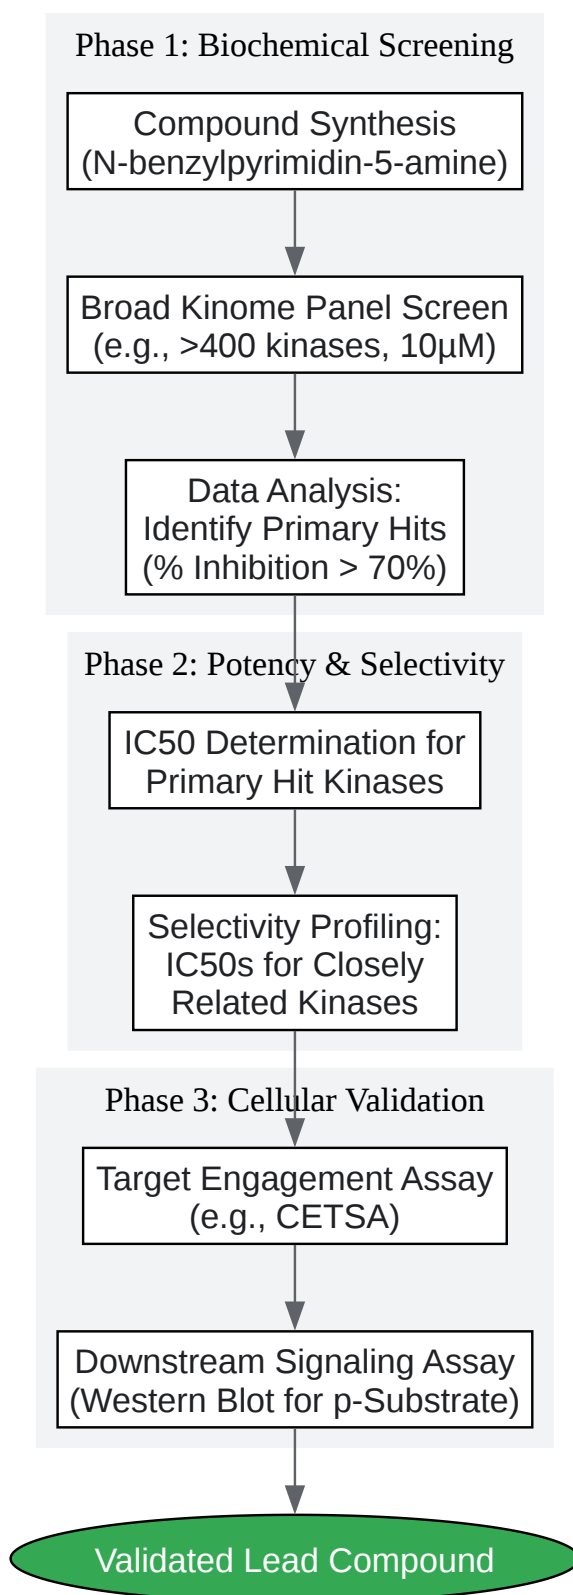 Phase 1: Biochemical Screening
Compound Synthesis
(N-benzylpyrimidin-5-amine)
Broad Kinome Panel Screen
(e.g., >400 kinases, 10µM)
Data Analysis:
Identify Primary Hits
(% Inhibition > 70%)
Phase 2: Potency & Selectivity
IC50 Determination for
Primary Hit Kinases
Selectivity Profiling:
IC50s for Closely
Related Kinases
Phase 3: Cellular Validation
Target Engagement Assay
(e.g., CETSA)
Downstream Signaling Assay
(Western Blot for p-Substrate)
Validated Lead Compound